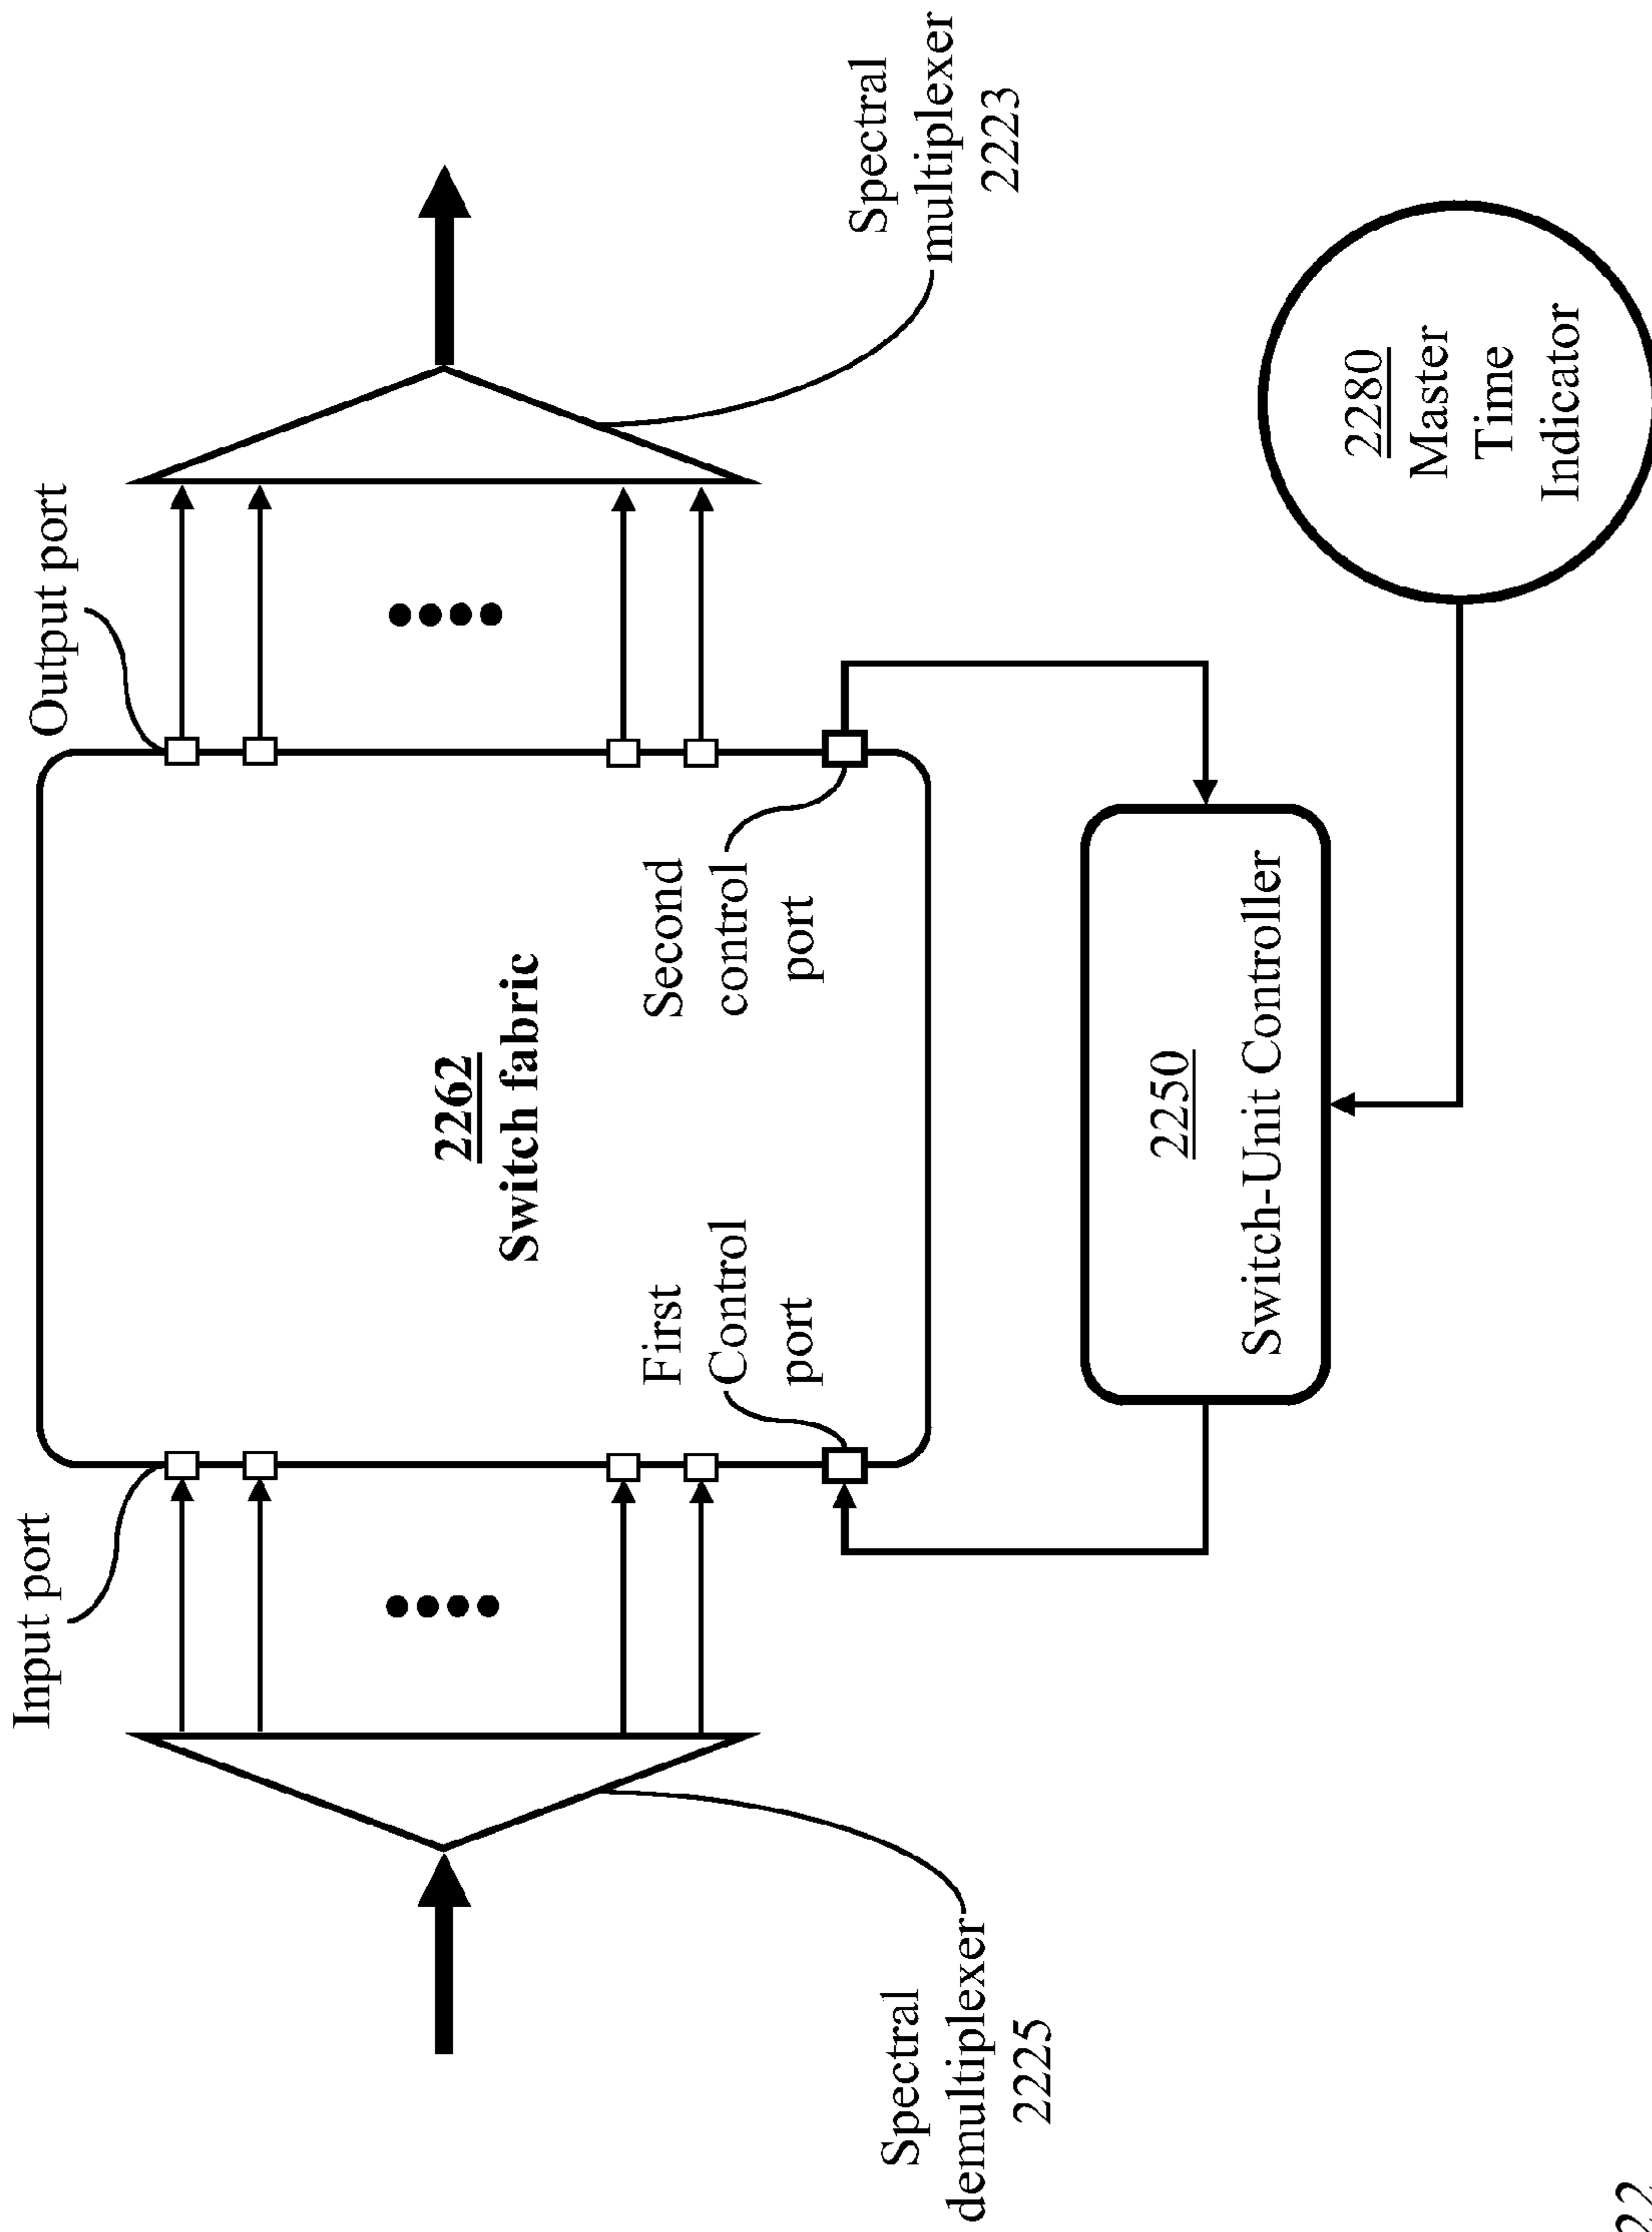 Input port
Output port
2262
Switch fabric
First
Control
port
Second
control
port
Spectral
demultiplexer
2225
Spectral
multiplexer
2223
2250
Switch-Unit Controller
2280
Master
Time
Indicator
22